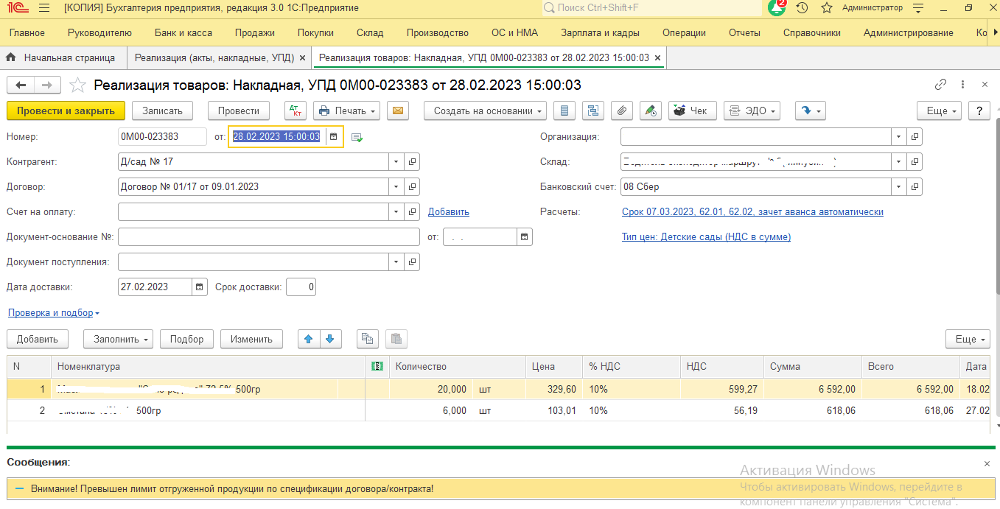 1С [КОПИЯ] Бухгалтерия предприятия, редакция 3.0 1С:Предприятие Поиск Ctrl+Shift+F 2 Администратор
Главное Руководителю Банк и касса Продажи Покупки Склад Производство ОС и НМА Зарплата и кадры Операции Отчеты Справочники Администрирование Ко
Начальная страница Реализация (акты, накладные, УПД) × Реализация товаров: Накладная, УПД 0М00-023383 от 28.02.2023 15:00:03 ×
Реализация товаров: Накладная, УПД 0М00-023383 от 28.02.2023 15:00:03
Провести и закрыть Записать Провести Дт Кт Печать Создать на основании Чек ЭДО Еще ?
Номер: 0М00-023383 от: 28.02.2023 15:00:03 Организация:
Контрагент: Д/сад № 17 Склад:
Договор: Договор № 01/17 от 09.01.2023 Банковский счет: 08 Сбер
Счет на оплату: Добавить Расчеты: Срок 07.03.2023, 62.01, 62.02, зачет аванса автоматически
Документ-основание №: от: . . Тип цен: Детские сады (НДС в сумме)
Документ поступления:
Дата доставки: 27.02.2023 Срок доставки: 0
Проверка и подбор
Добавить Заполнить Подбор Изменить Еще
N Номенклатура Количество Цена % НДС НДС Сумма Всего Дата
1 500гр 20,000 шт 329,60 10% 599,27 6 592,00 6 592,00 18.02
2 500гр 6,000 шт 103,01 10% 56,19 618,06 618,06 27.02
Сообщения:
Внимание! Превышен лимит отгруженной продукции по спецификации договора/контракта!
Активация Windows
Чтобы активировать Windows, перейдите в
компонент панели управления "Система".